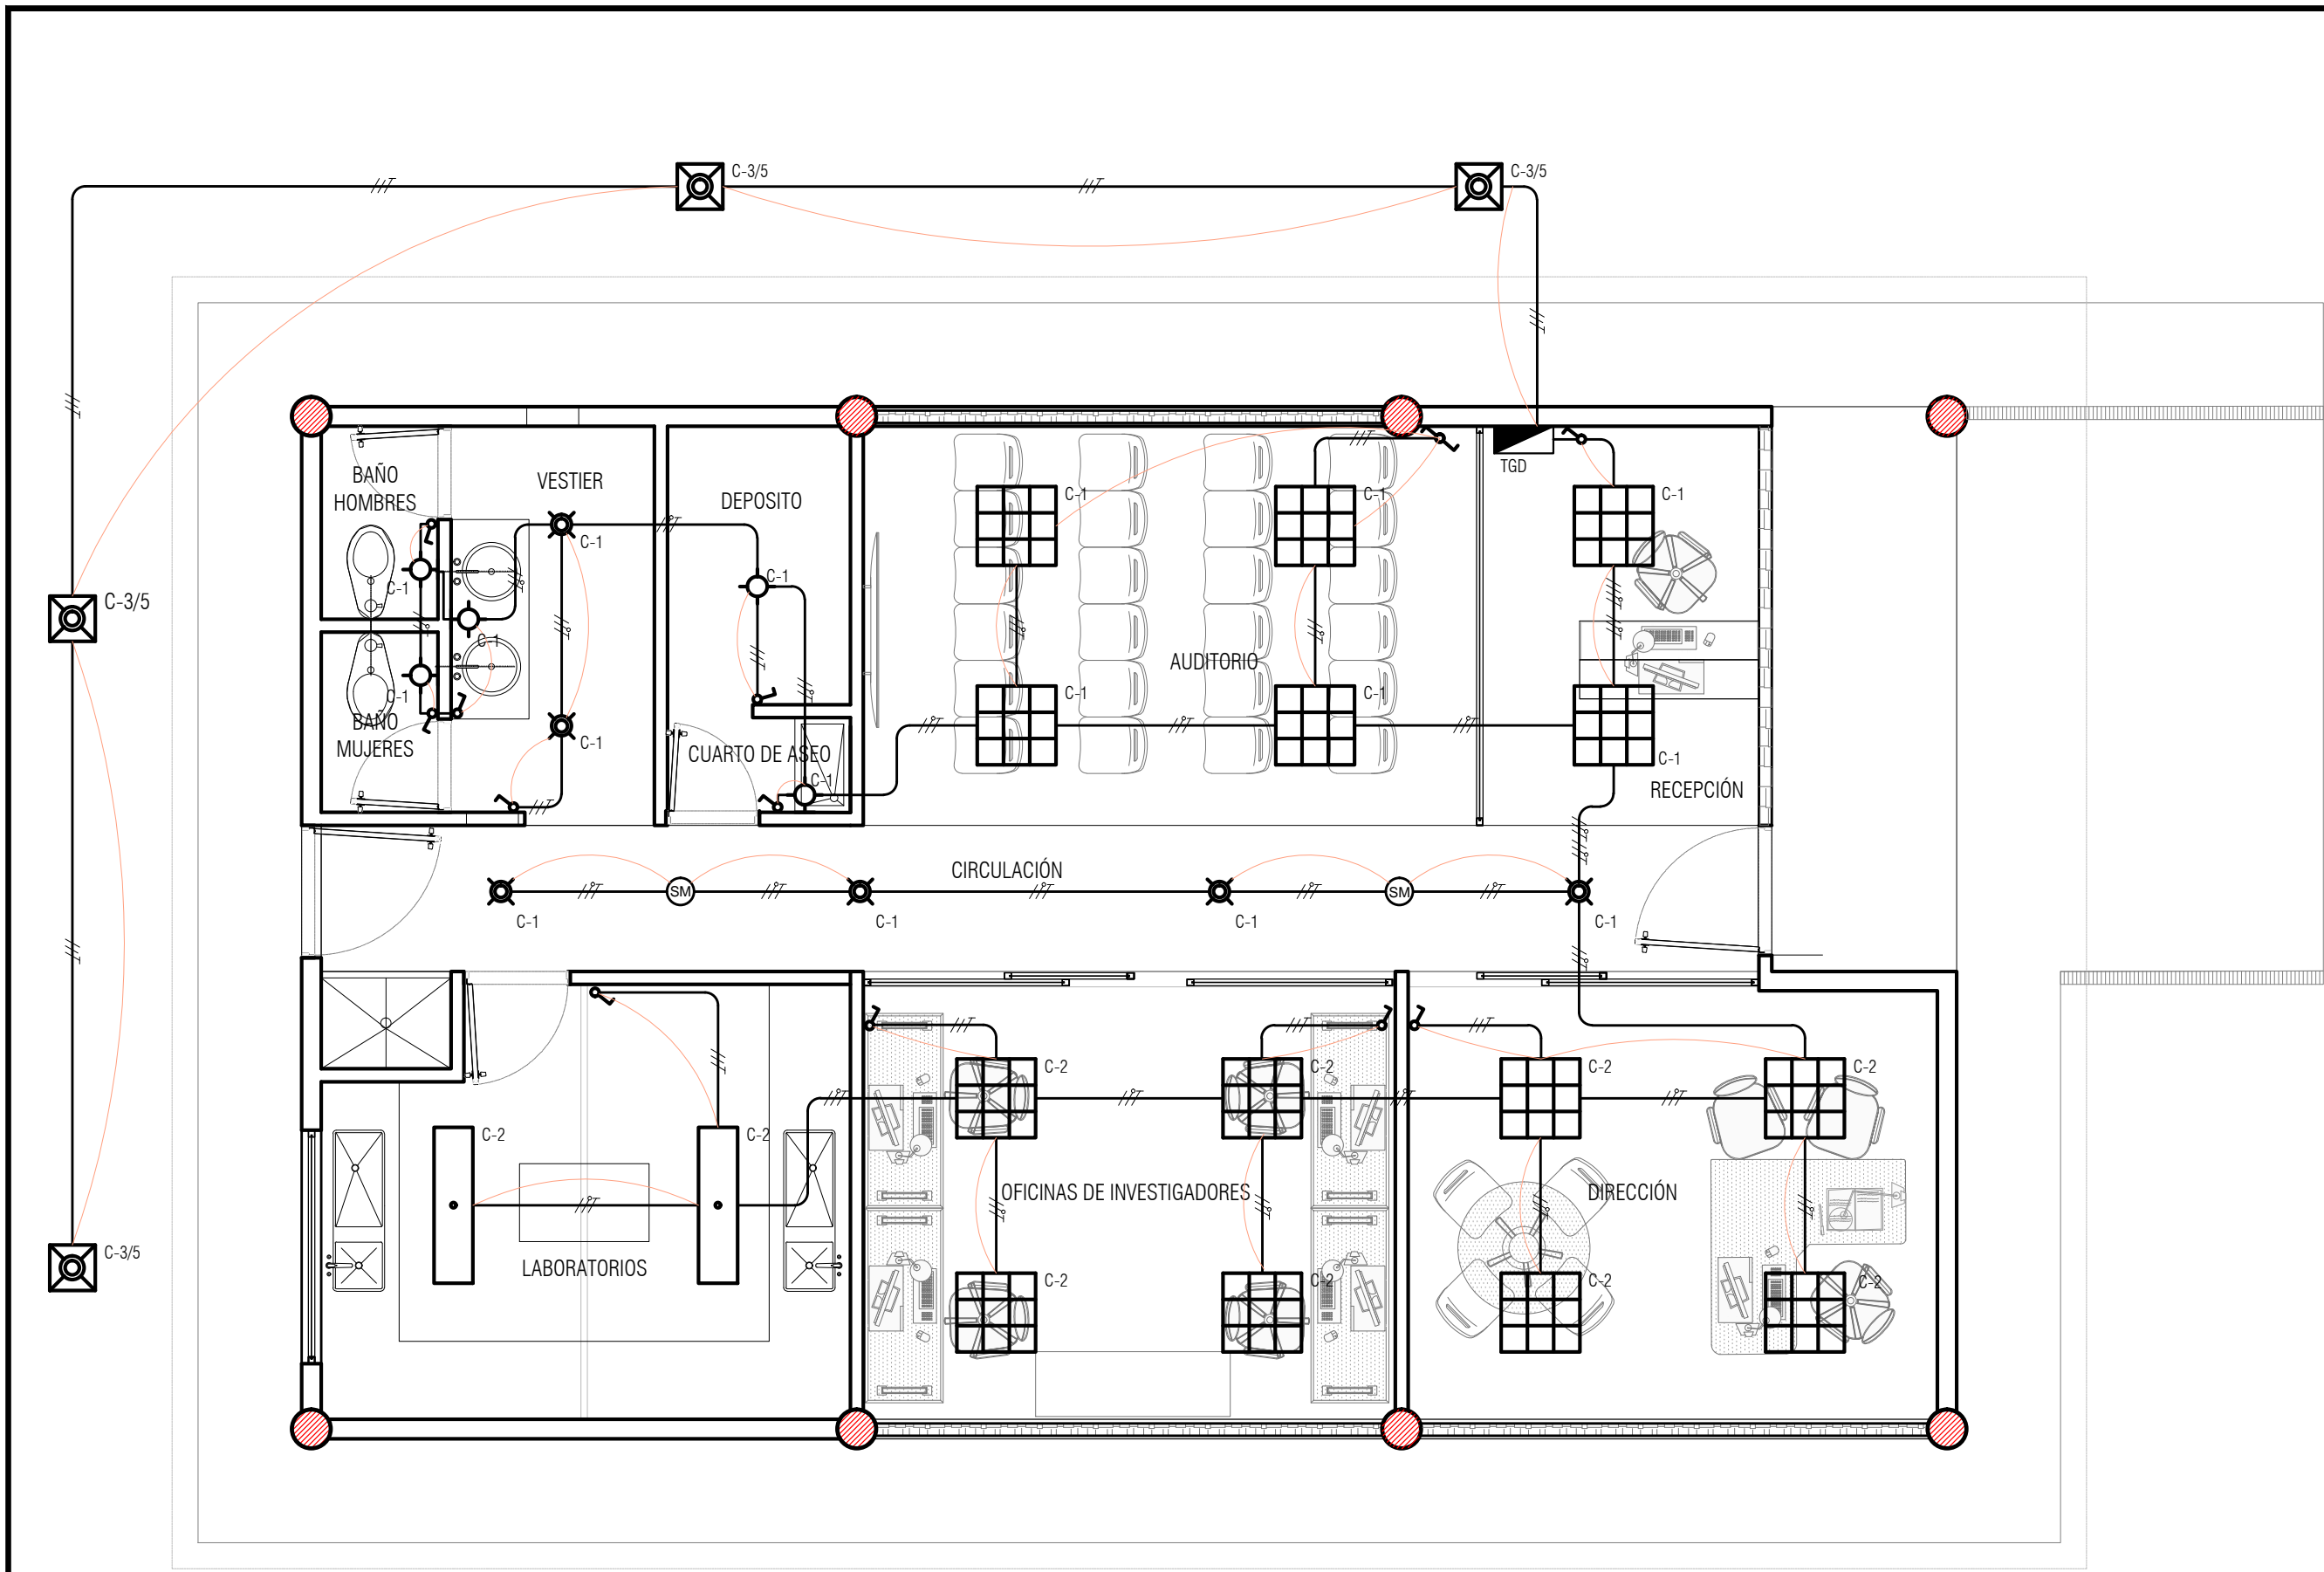 C-3/5
C-3/5
TGD
BAÑO
HOMBRES
VESTIER
DEPOSITO
C-1
C-1
C-1
C-1
C-1
C-1
C-3/5
C-1
AUDITORIO
C-1
C-1
C-1
BAÑO
MUJERES
C-1
CUARTO DE ASEO
C-1
C-1
RECEPCIÓN
CIRCULACIÓN
SM
SM
C-1
C-1
C-1
C-1
C-2
C-2
C-2
C-2
C-2
C-2
OFICINAS DE INVESTIGADORES
DIRECCIÓN
C-3/5
LABORATORIOS
C-2
C-2
C-2
C-2